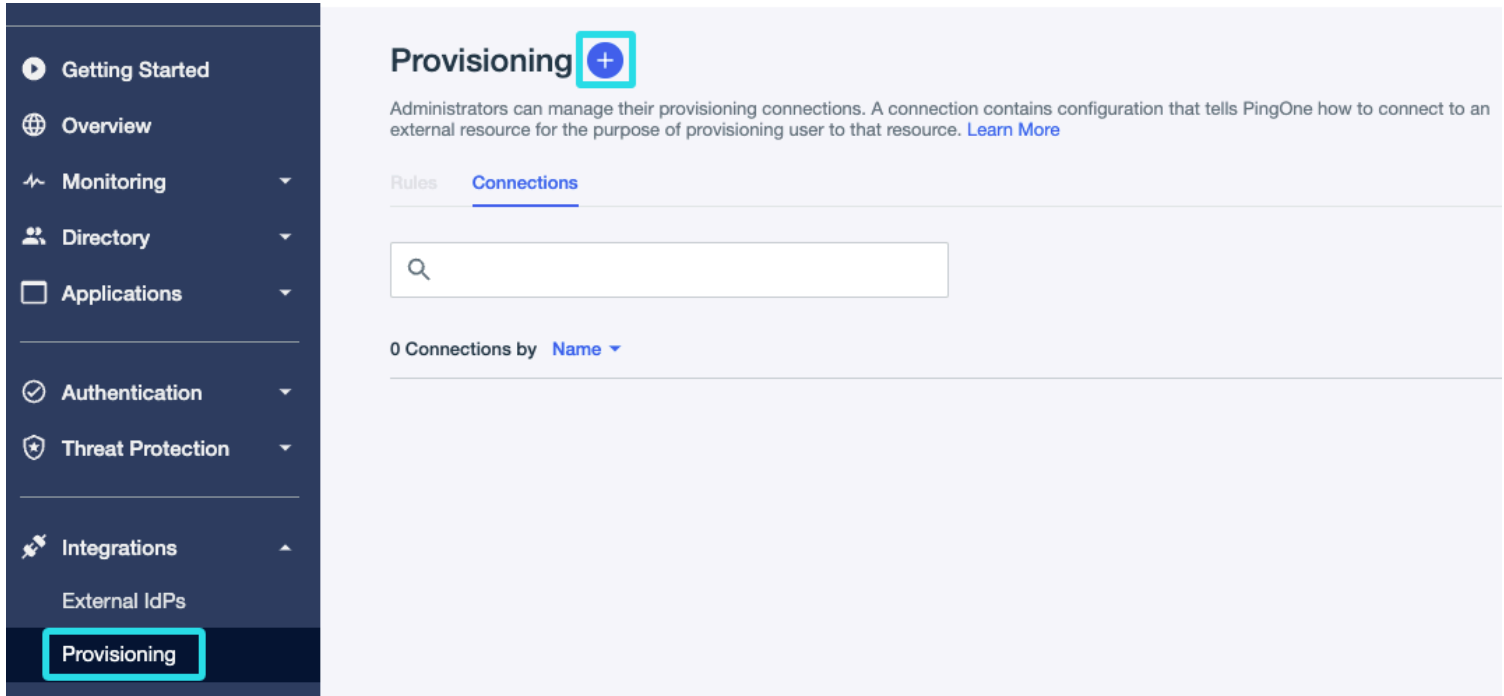 Getting Started
Overview
Monitoring
Directory
Applications
Authentication
Threat Protection
Integrations
External IdPs
Provisioning
Provisioning
Administrators can manage their provisioning connections. A connection contains configuration that tells PingOne how to connect to an
external resource for the purpose of provisioning user to that resource. Learn More
Rules Connections
0 Connections by Name